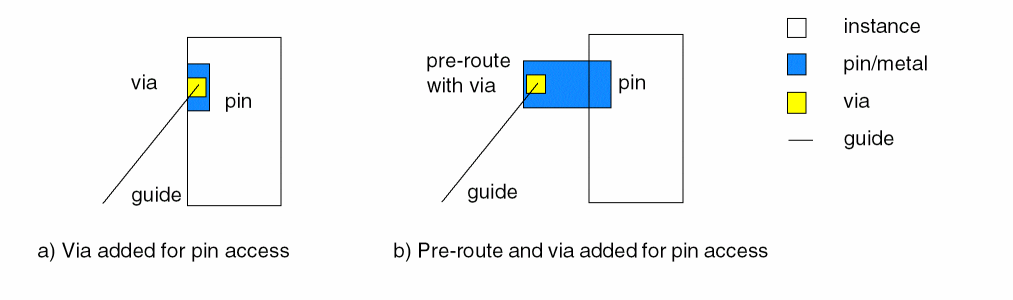 via
pin
guide
a) Via added for pin access
pre-route
with via
pin
guide
b) Pre-route and via added for pin access
instance
pin/metal
via
guide